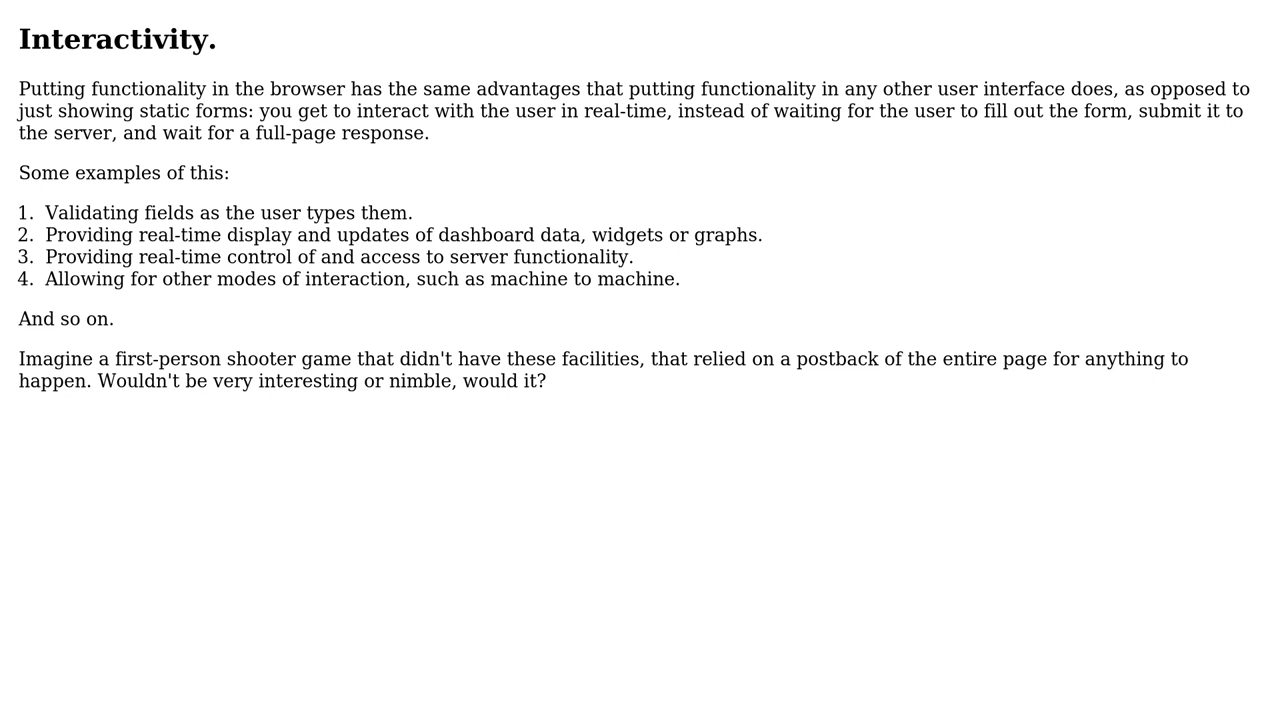 Interactivity.
Putting functionality in the browser has the same advantages that putting functionality in any other user interface does, as opposed to
just showing static forms: you get to interact with the user in real-time, instead of waiting for the user to fill out the form, submit it to
the server, and wait for a full-page response.
Some examples of this:
1. Validating fields as the user types them.
2. Providing real-time display and updates of dashboard data, widgets or graphs.
3. Providing real-time control of and access to server functionality.
4. Allowing for other modes of interaction, such as machine to machine.
And so on.
Imagine a first-person shooter game that didn't have these facilities, that relied on a postback of the entire page for anything to
happen. Wouldn't be very interesting or nimble, would it?